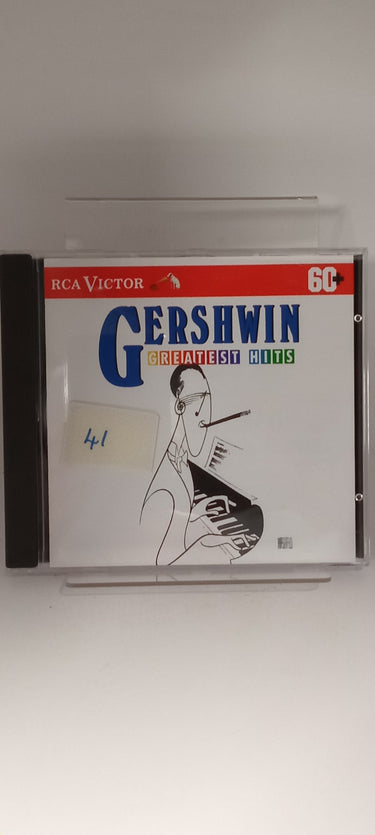 RCA VICTOR
60+
GERSHWIN
GREATEST HITS
41